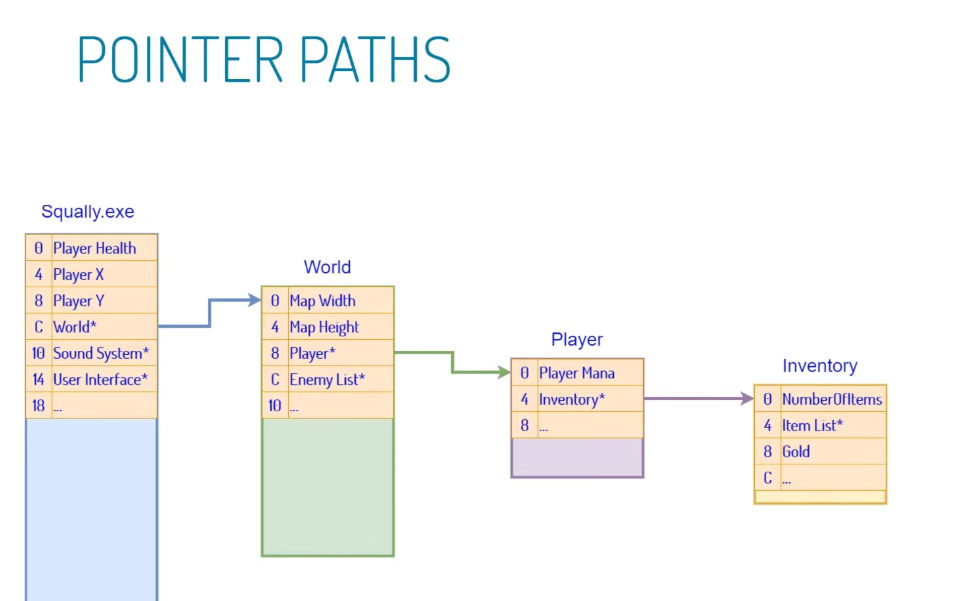 POINTER PATHS
Squally.exe
0 Player Health
4 Player X
8 Player Y
C World*
10 Sound System*
14 User Interface*
18 ...
World
0 Map Width
4 Map Height
8 Player*
C Enemy List*
10 ...
Player
0 Player Mana
4 Inventory*
8 ...
Inventory
0 NumberOfItems
4 Item List*
8 Gold
C ...